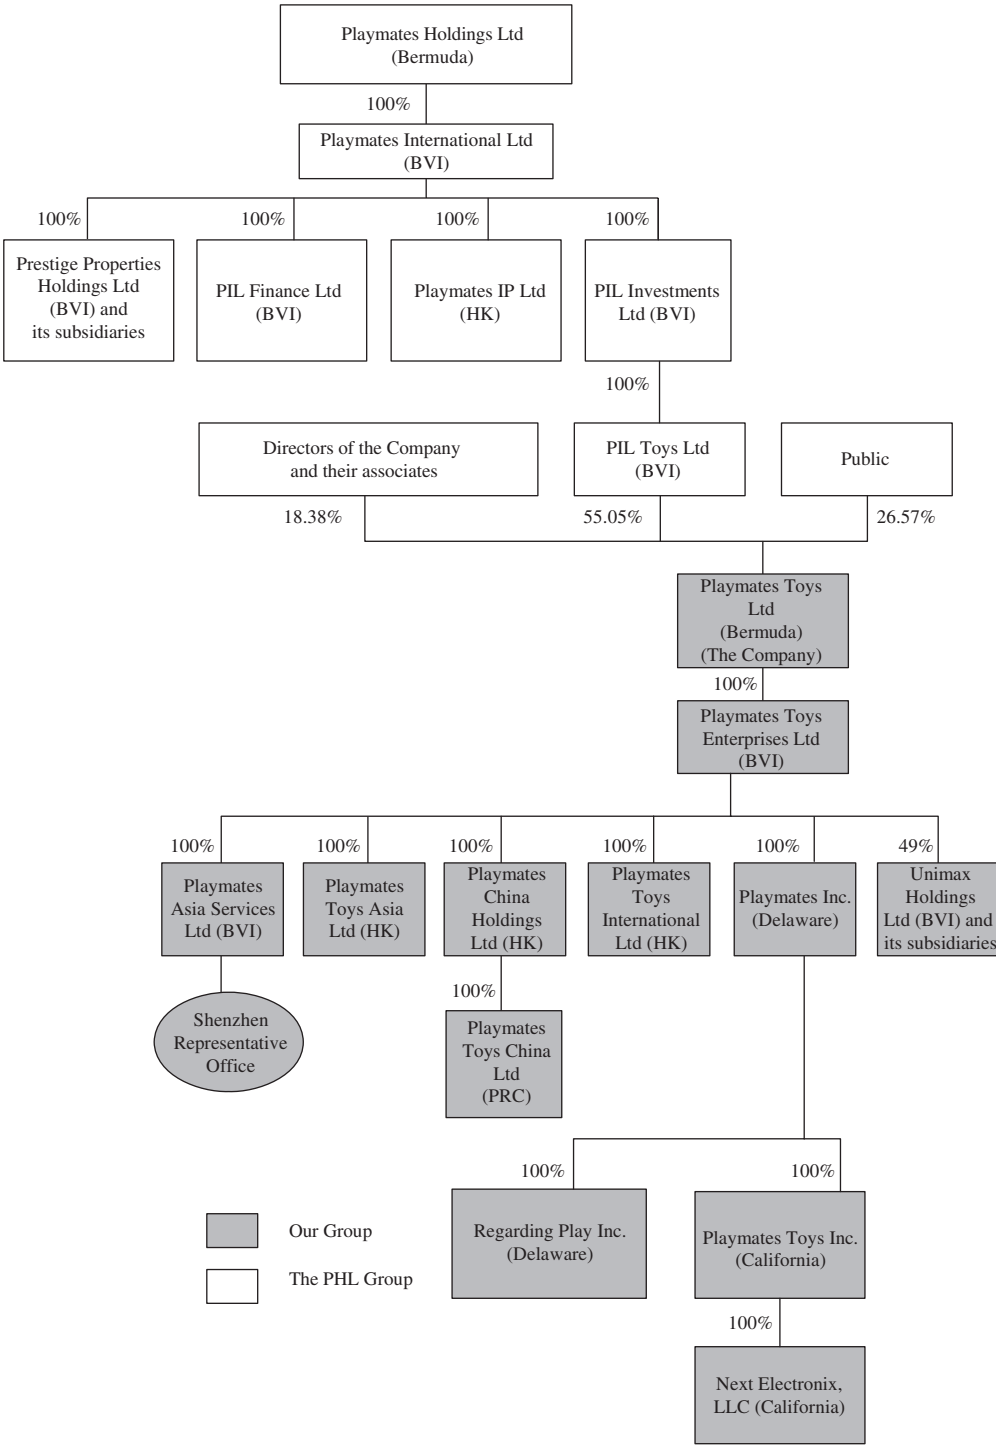 Playmates Holdings Ltd
(Bermuda)
100%
Playmates International Ltd
(BVI)
100%
100%
100%
100%
Prestige Properties
Holdings Ltd
(BVI) and
its subsidiaries
PIL Finance Ltd
(BVI)
Playmates IP Ltd
(HK)
PIL Investments
Ltd (BVI)
100%
Directors of the Company
and their associates
PIL Toys Ltd
(BVI)
Public
18.38%
55.05%
26.57%
Playmates Toys
Ltd
(Bermuda)
(The Company)
100%
Playmates Toys
Enterprises Ltd
(BVI)
100%
100%
100%
100%
100%
49%
Playmates
Asia Services
Ltd (BVI)
Playmates
Toys Asia
Ltd (HK)
Playmates
China
Holdings
Ltd (HK)
Playmates
Toys
International
Ltd (HK)
Playmates Inc.
(Delaware)
Unimax
Holdings
Ltd (BVI) and
its subsidiaries
Shenzhen
Representative
Office
100%
Playmates
Toys China
Ltd
(PRC)
100%
100%
Regarding Play Inc.
(Delaware)
Playmates Toys Inc.
(California)
Our Group
The PHL Group
100%
Next Electronix,
LLC (California)